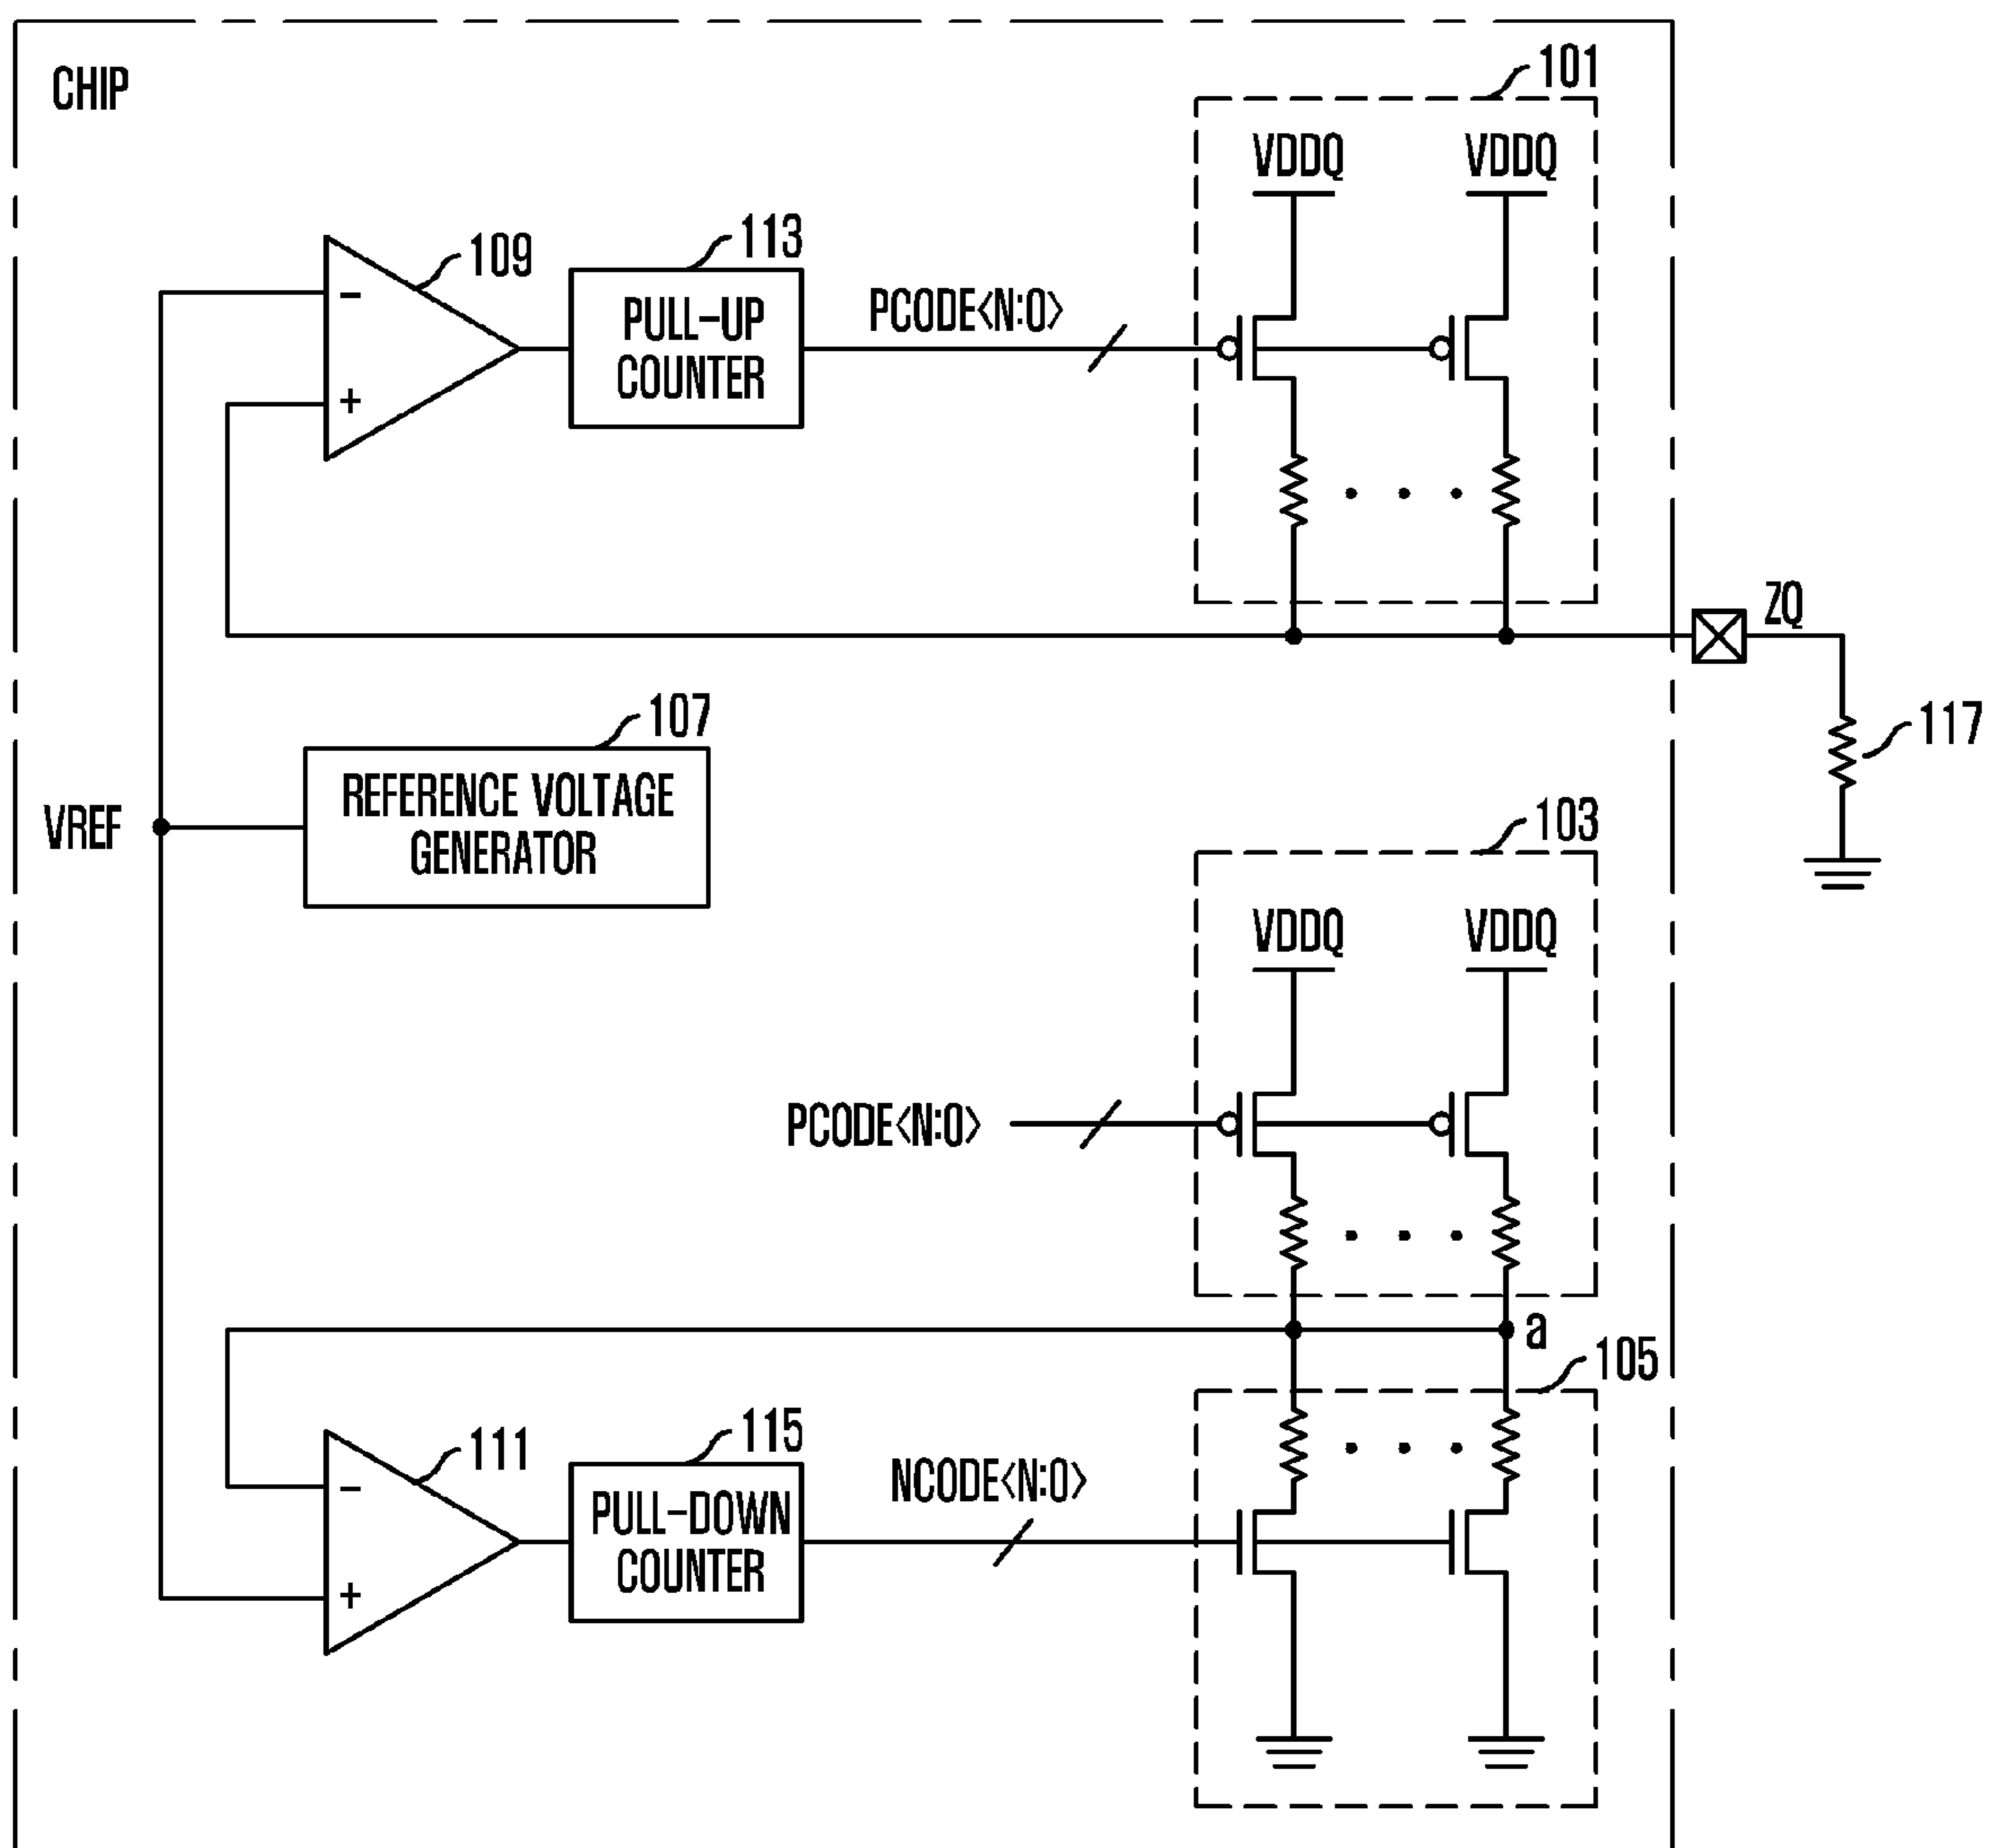 CHIP
101
VDDQ VDDQ
109
113
−
+
PULL-UP
COUNTER
PCODE<N:0>
ZQ
117
107
VREF
REFERENCE VOLTAGE
GENERATOR
103
VDDQ VDDQ
PCODE<N:0>
a
105
111
115
−
+
PULL-DOWN
COUNTER
NCODE<N:0>